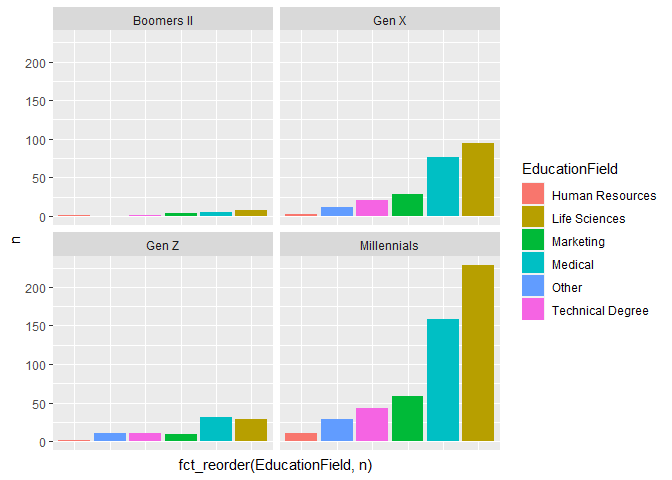 Boomers II
Gen X
200
150
100
50
0
n
Gen Z
Millennials
200
150
100
50
0
fct_reorder(EducationField, n)
EducationField
Human Resources
Life Sciences
Marketing
Medical
Other
Technical Degree